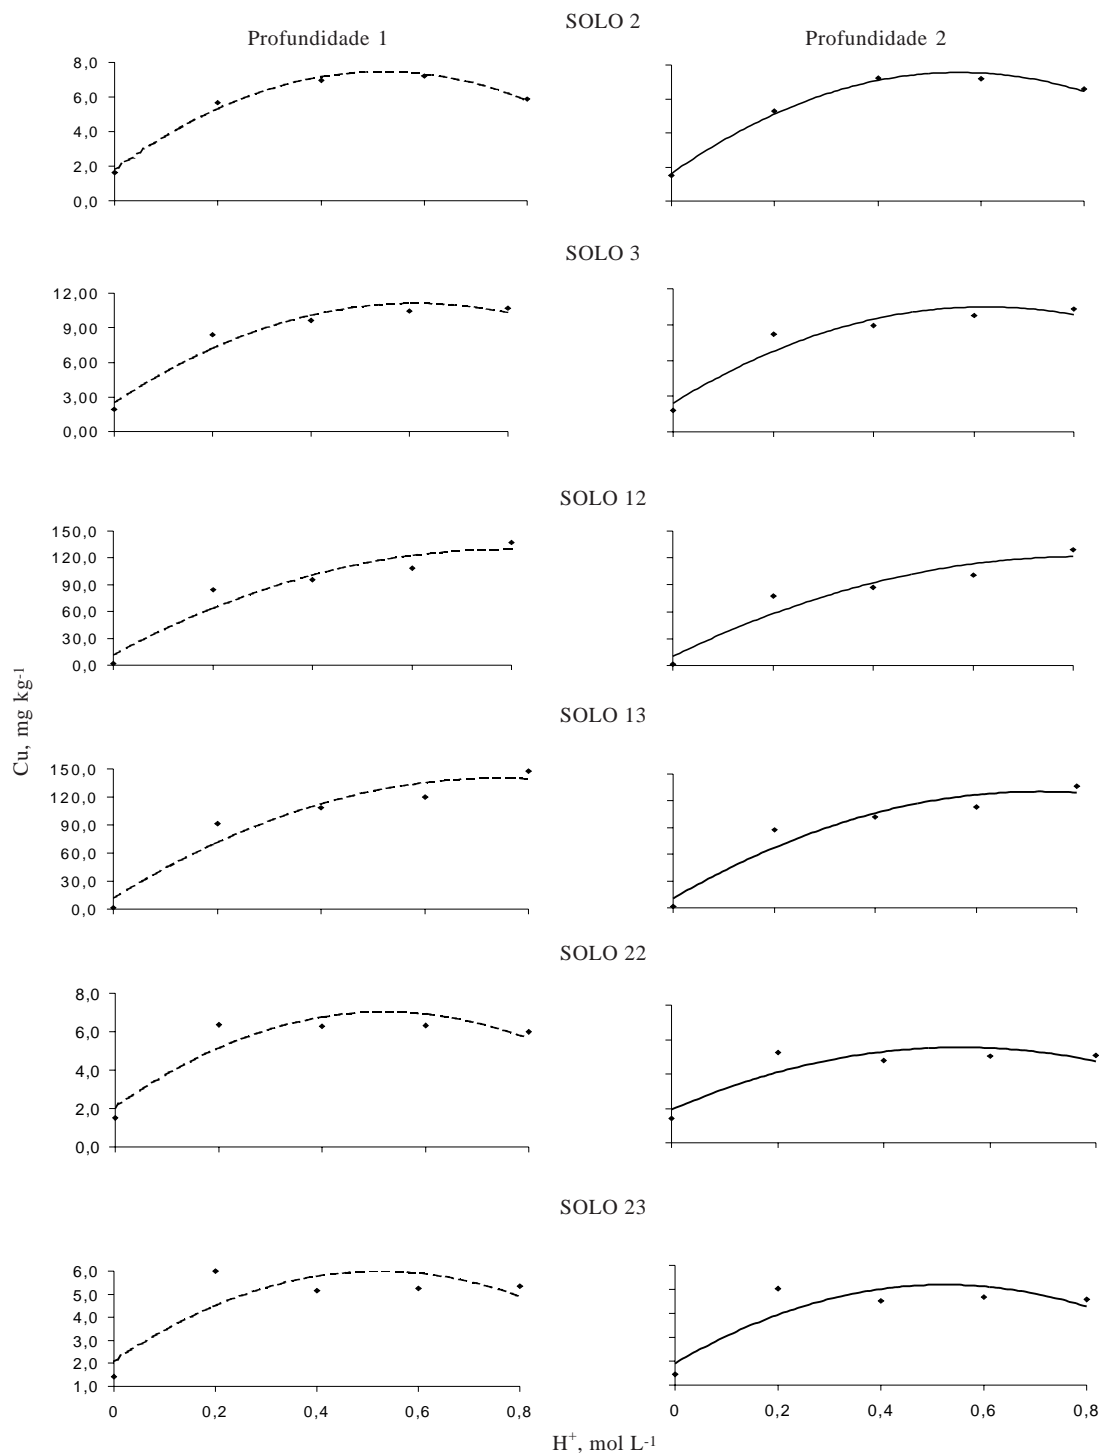 SOLO 2
Profundidade 1
Profundidade 2
8,0
6,0
4,0
2,0
0,0
SOLO 3
12,00
9,00
6,00
3,00
0,00
SOLO 12
150,0
120,0
90,0
60,0
30,0
0,0
Cu, mg kg⁻¹
SOLO 13
150,0
120,0
90,0
60,0
30,0
0,0
SOLO 22
8,0
6,0
4,0
2,0
0,0
SOLO 23
6,0
5,0
4,0
3,0
2,0
1,0
0 0,2 0,4 0,6 0,8
0 0,2 0,4 0,6 0,8
H⁺, mol L⁻¹